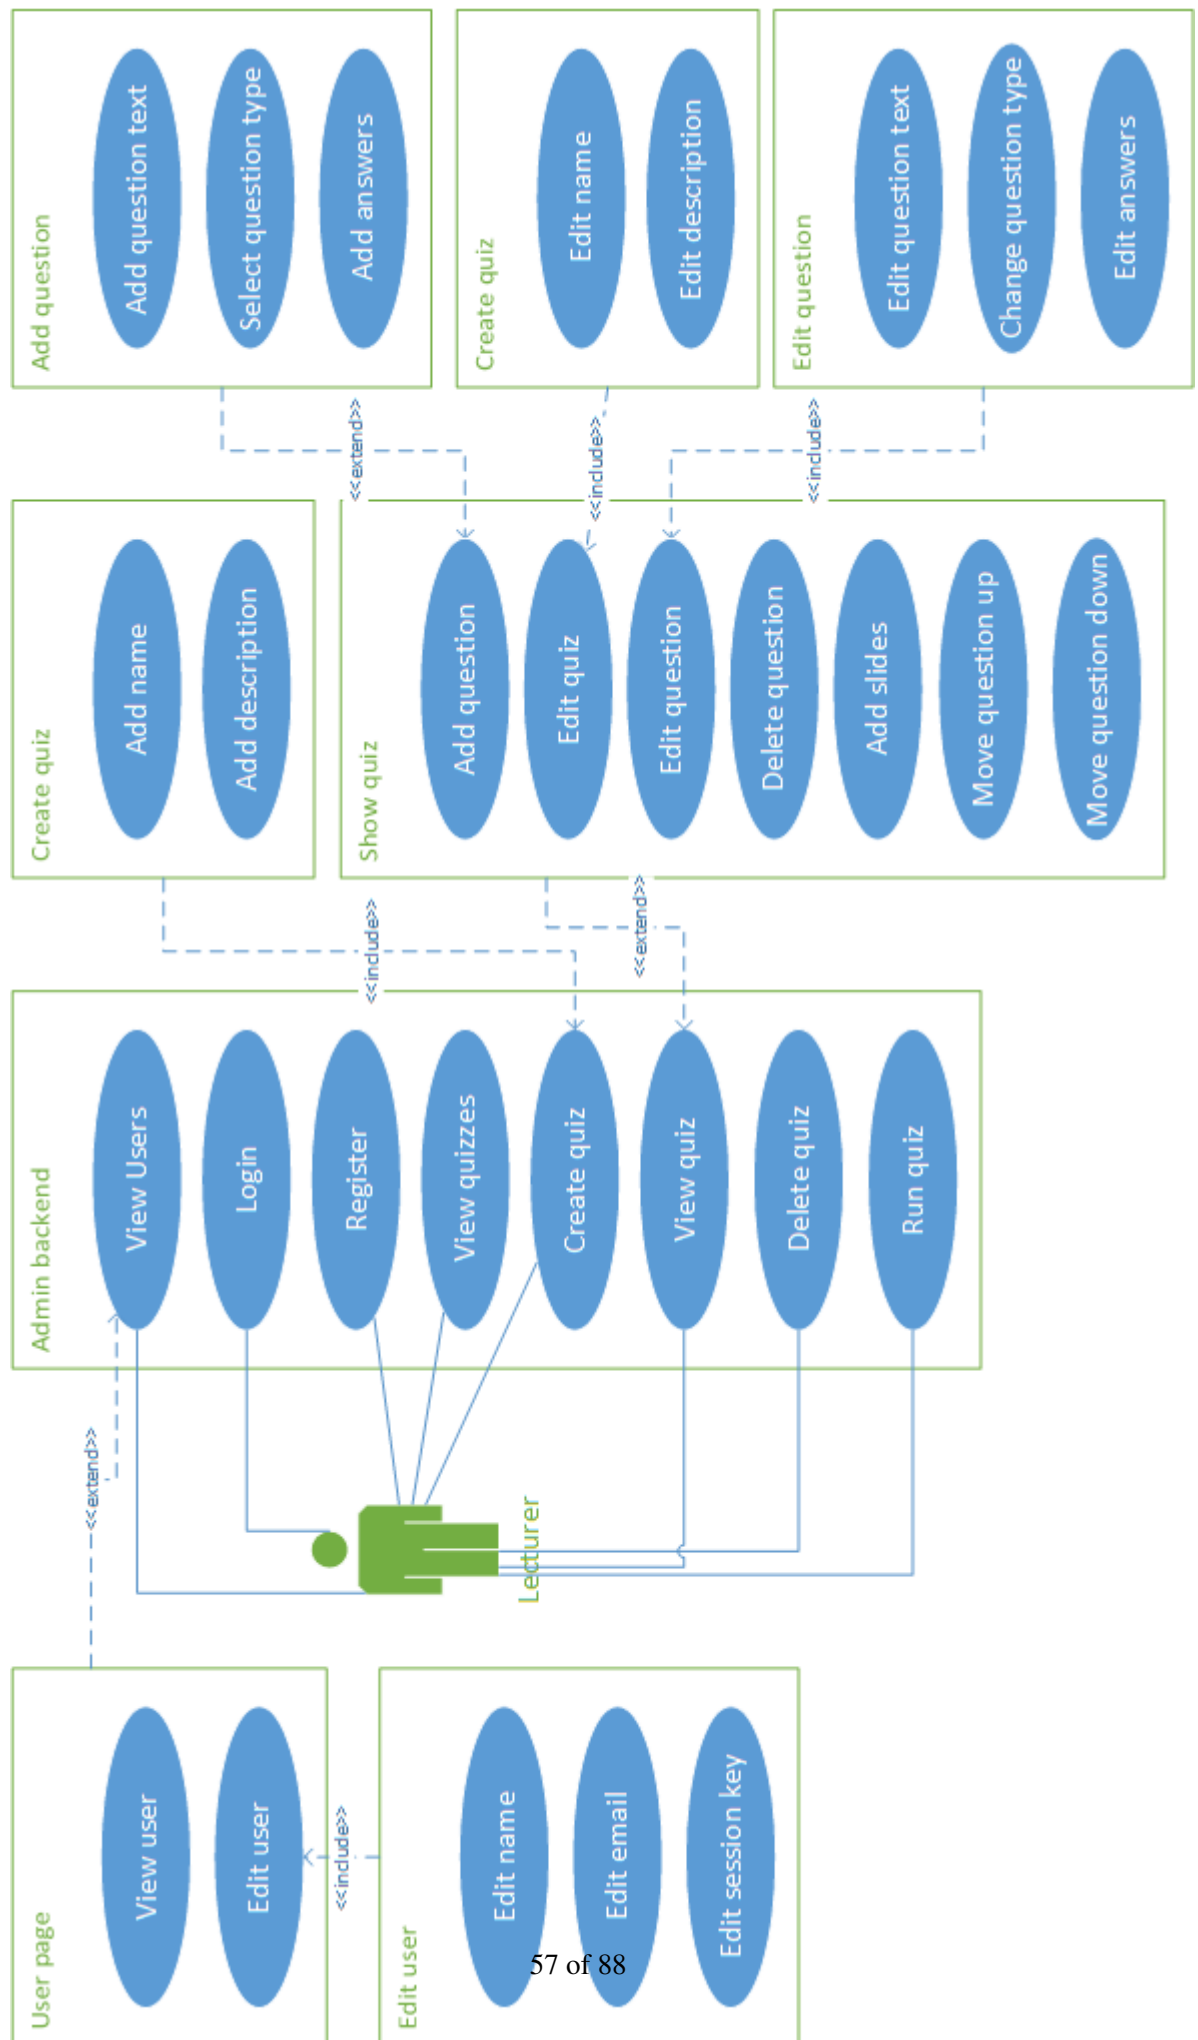 User page
View user
Edit user
<<include>>
Edit user
Edit name
Edit email
Edit session key
<<extend>>
Lecturer
Admin backend
View Users
Login
Register
View quizzes
Create quiz
View quiz
Delete quiz
Run quiz
<<include>>
<<extend>>
Create quiz
Add name
Add description
Show quiz
Add question
Edit quiz
Edit question
Delete question
Add slides
Move question up
Move question down
<<extend>>
<<include>>
<<include>>
Add question
Add question text
Select question type
Add answers
Create quiz
Edit name
Edit description
Edit question
Edit question text
Change question type
Edit answers
57 of 88